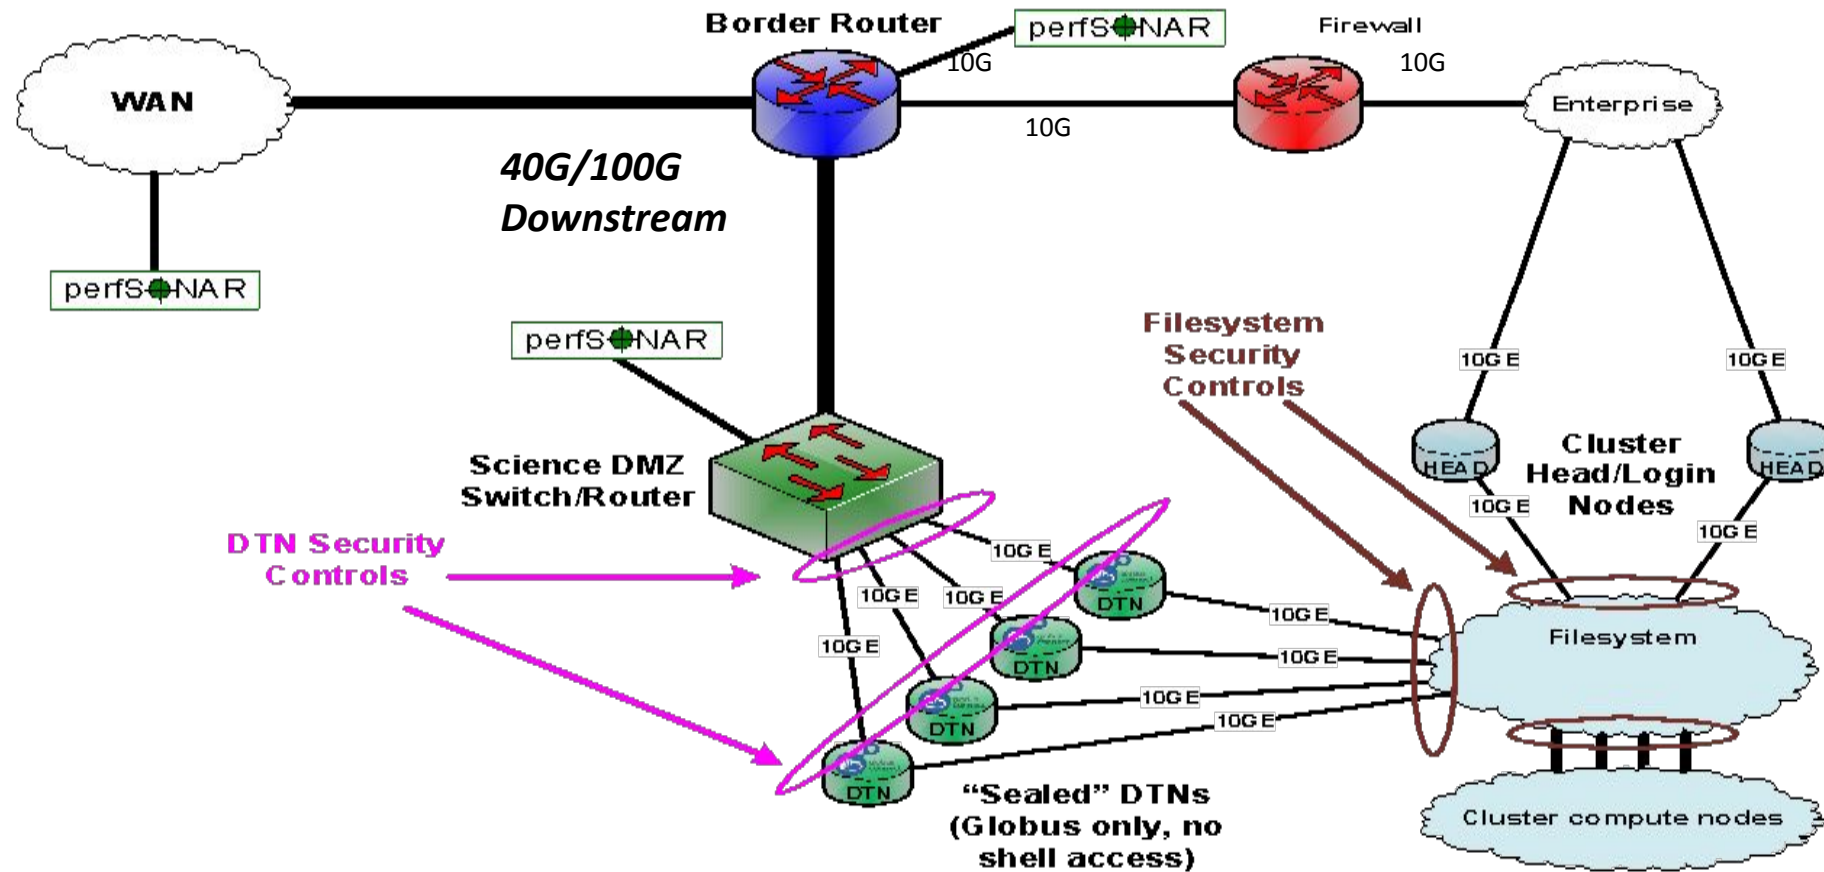 Border Router
perfSONAR
Firewall
10G
10G
WAN
Enterprise
10G
40G/100G
Downstream
perfSONAR
perfSONAR
Filesystem
Security
Controls
10GE
10GE
Cluster
Head/Login
Nodes
HEAD
HEAD
Science DMZ
Switch/Router
10GE
10GE
DTN Security
Controls
10GE
10GE
10GE
10GE
DTN
10GE
Filesystem
10GE
DTN
10GE
DTN
10GE
DTN
“Sealed” DTNs
(Globus only, no
shell access)
Cluster compute nodes